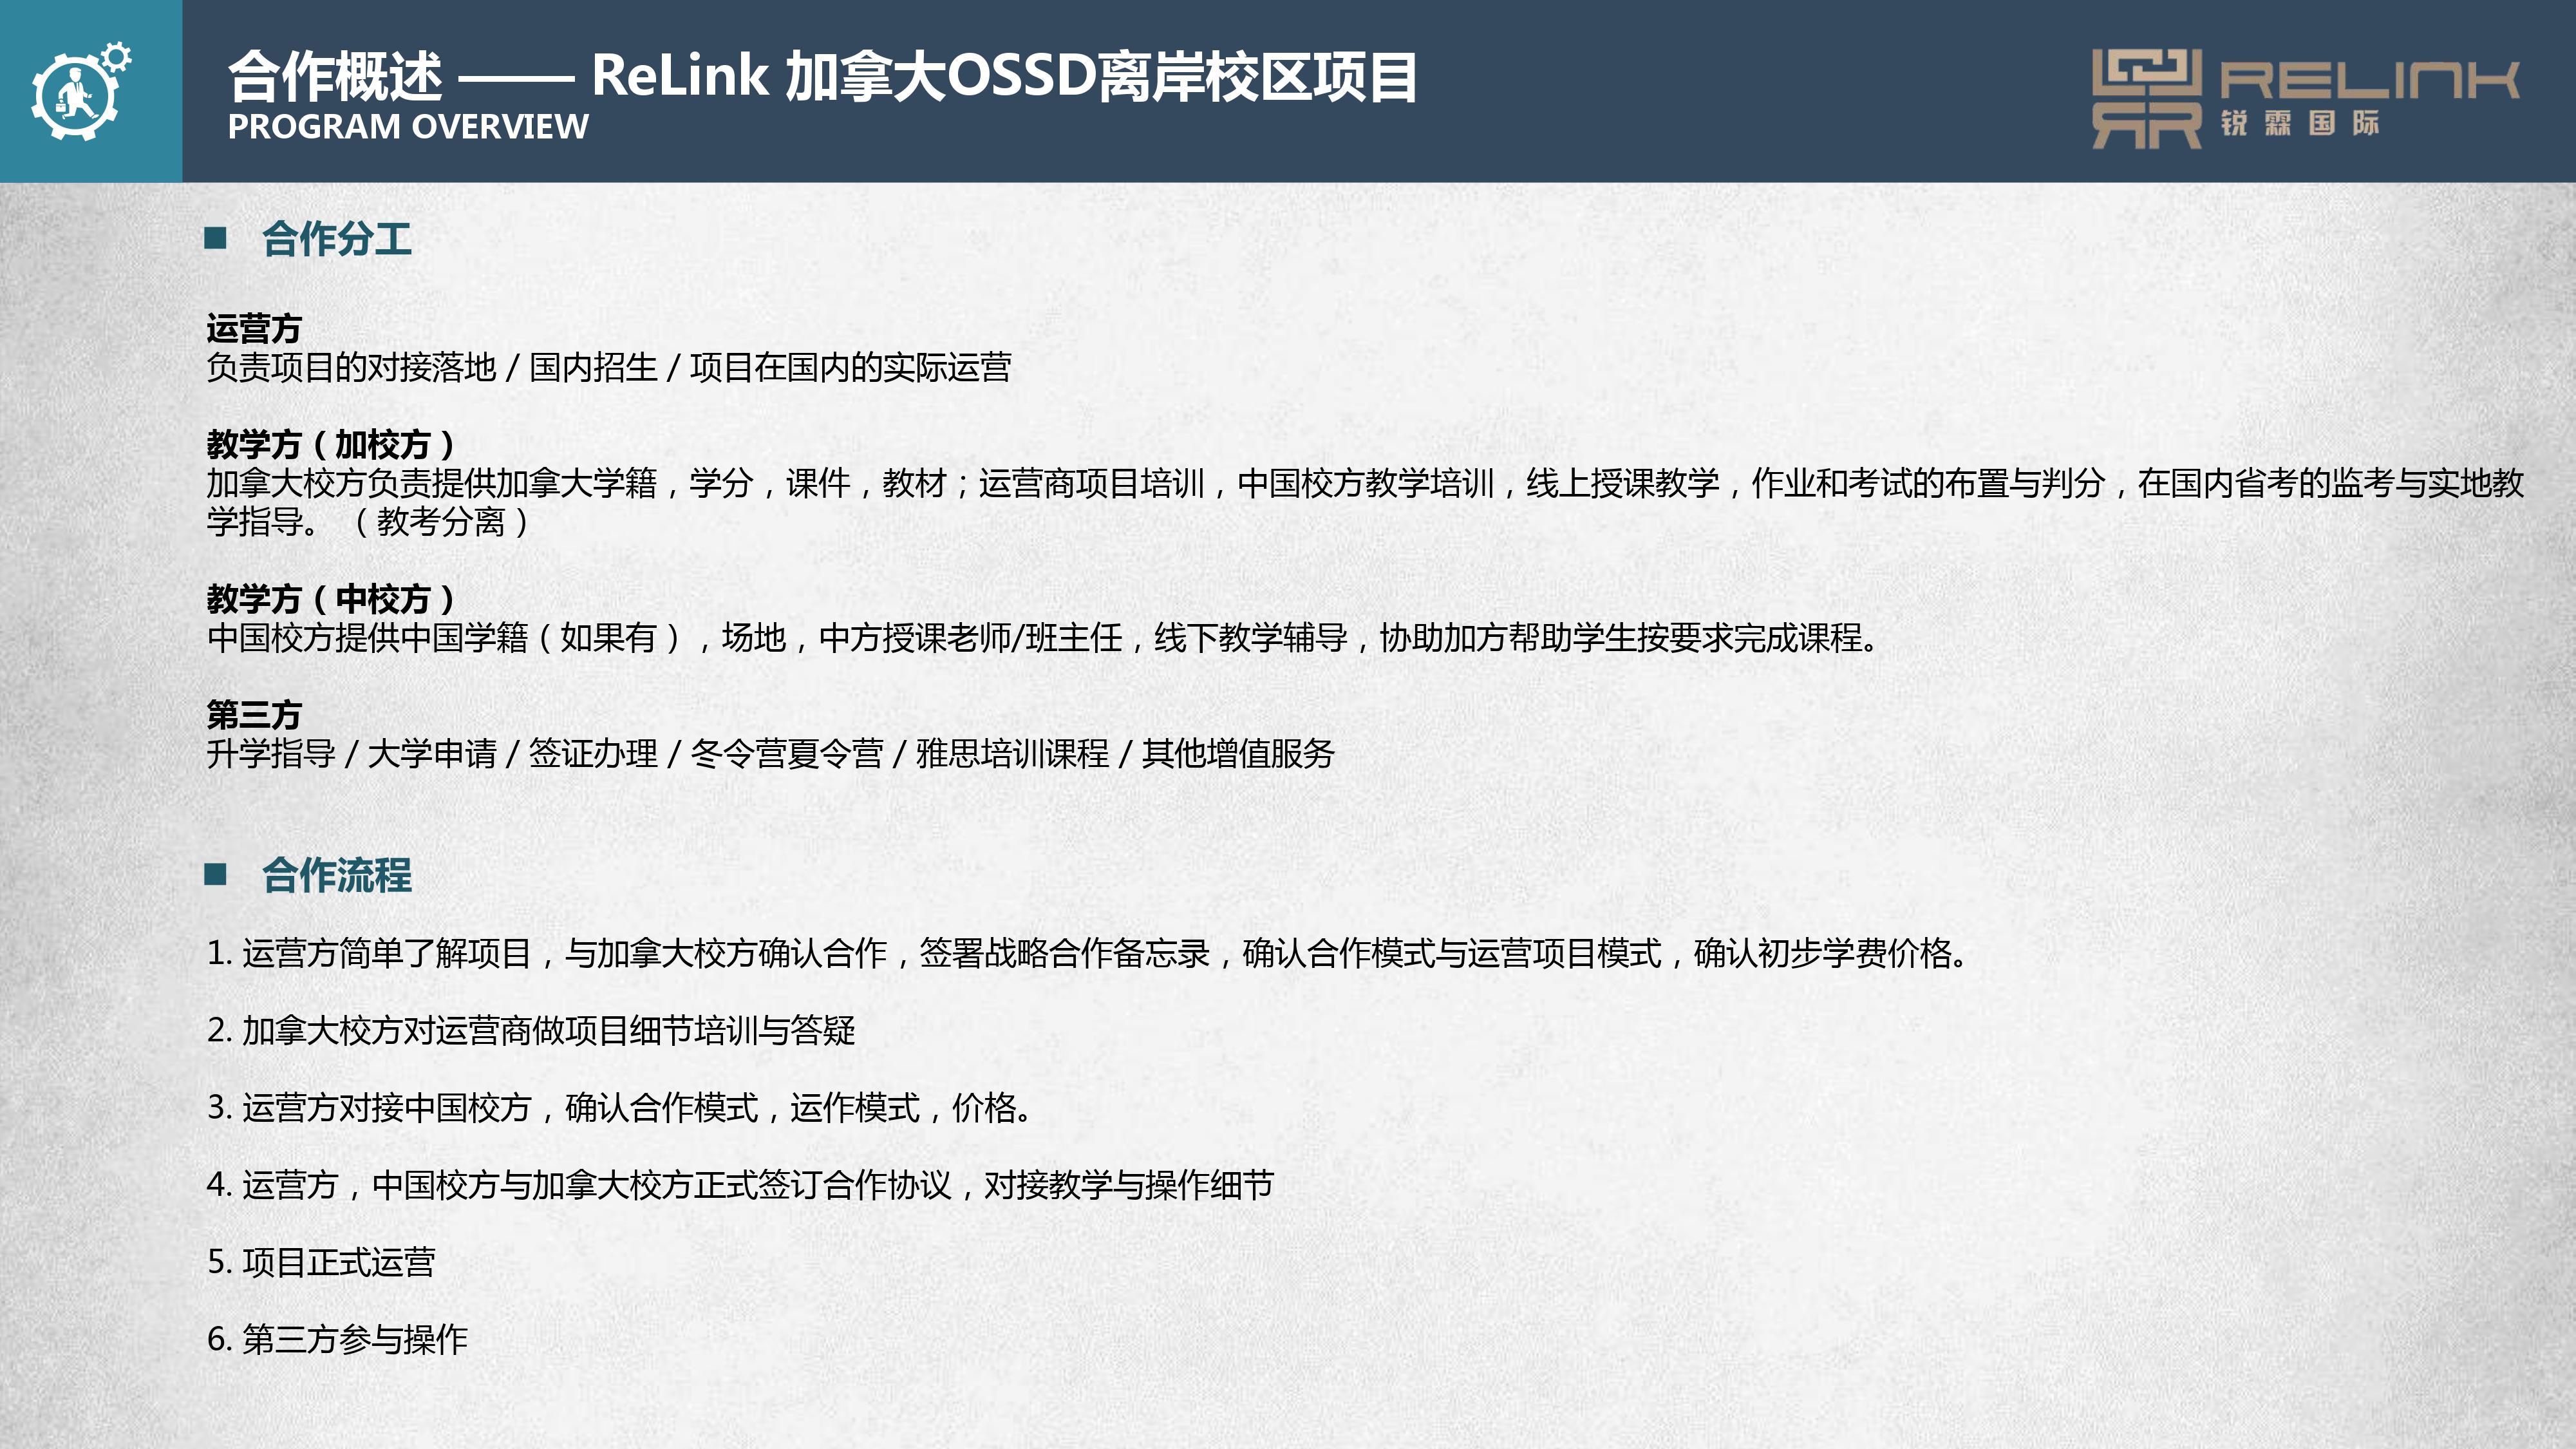 合作概述 —— ReLink 加拿大OSSD离岸校区项目
PROGRAM OVERVIEW
RELINK
锐霖国际
■ 合作分工
运营方
负责项目的对接落地 / 国内招生 / 项目在国内的实际运营
教学方（加校方）
加拿大校方负责提供加拿大学籍，学分，课件，教材；运营商项目培训，中国校方教学培训，线上授课教学，作业和考试的布置与判分，在国内省考的监考与实地教
学指导。 （教考分离）
教学方（中校方）
中国校方提供中国学籍（如果有），场地，中方授课老师/班主任，线下教学辅导，协助加方帮助学生按要求完成课程。
第三方
升学指导 / 大学申请 / 签证办理 / 冬令营夏令营 / 雅思培训课程 / 其他增值服务
■ 合作流程
1. 运营方简单了解项目，与加拿大校方确认合作，签署战略合作备忘录，确认合作模式与运营项目模式，确认初步学费价格。
2. 加拿大校方对运营商做项目细节培训与答疑
3. 运营方对接中国校方，确认合作模式，运作模式，价格。
4. 运营方，中国校方与加拿大校方正式签订合作协议，对接教学与操作细节
5. 项目正式运营
6. 第三方参与操作